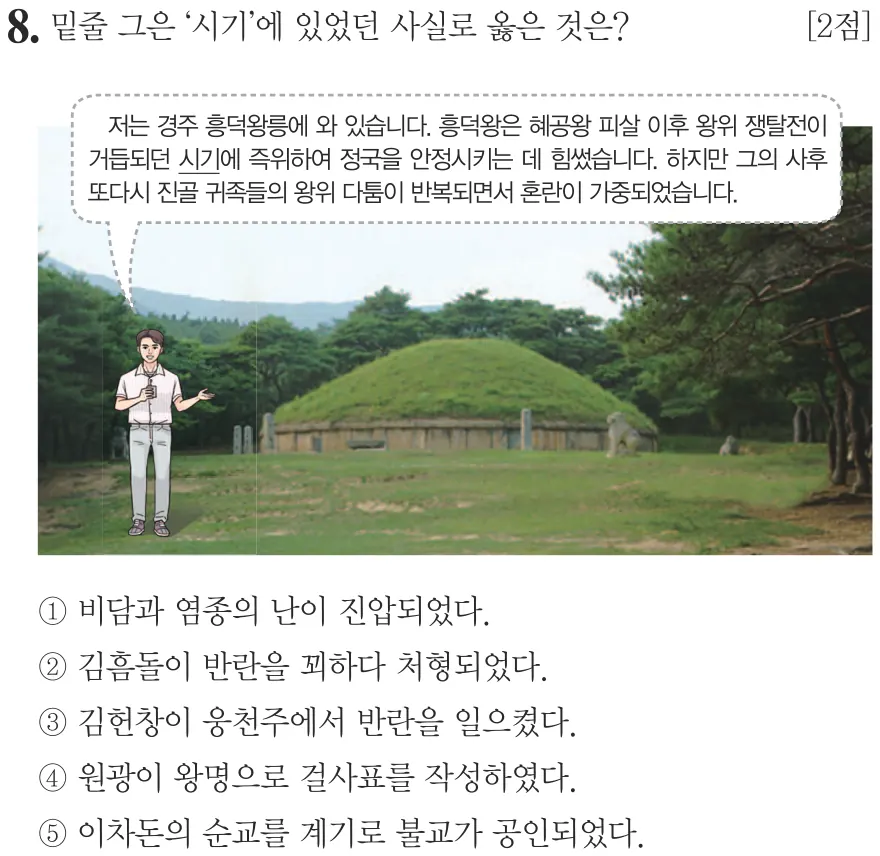 8. 밑줄 그은 ‘시기’에 있었던 사실로 옳은 것은? [2점]
저는 경주 흥덕왕릉에 와 있습니다. 흥덕왕은 혜공왕 피살 이후 왕위 쟁탈전이
거듭되던 시기에 즉위하여 정국을 안정시키는 데 힘썼습니다. 하지만 그의 사후
또다시 진골 귀족들의 왕위 다툼이 반복되면서 혼란이 가중되었습니다.
① 비담과 염종의 난이 진압되었다.
② 김흠돌이 반란을 꾀하다 처형되었다.
③ 김헌창이 웅천주에서 반란을 일으켰다.
④ 원광이 왕명으로 걸사표를 작성하였다.
⑤ 이차돈의 순교를 계기로 불교가 공인되었다.